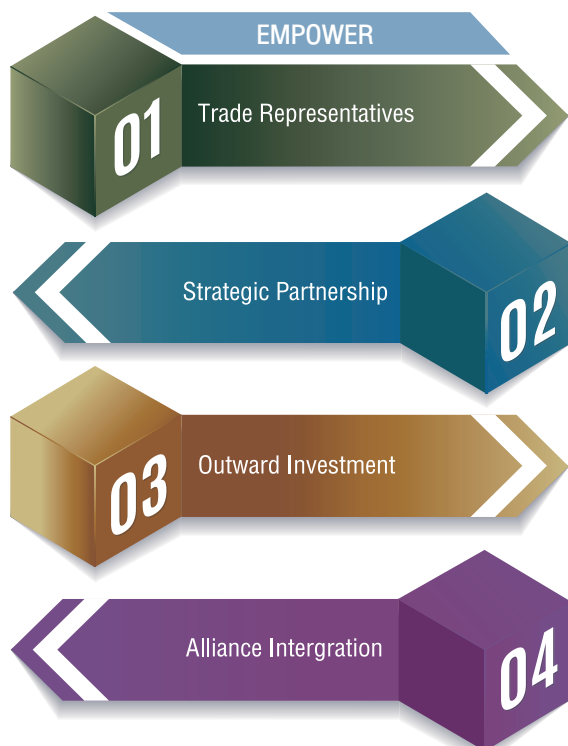 EMPOWER
01
Trade Representatives
Strategic Partnership
02
03
Outward Investment
Alliance Intergration
04